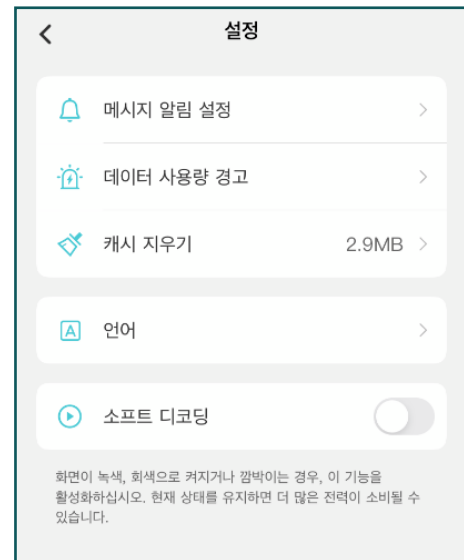 설정
메시지 알림 설정
데이터 사용량 경고
캐시 지우기 2.9MB
A 언어
소프트 디코딩
화면이 녹색, 회색으로 켜지거나 깜박이는 경우, 이 기능을
활성화하십시오. 현재 상태를 유지하면 더 많은 전력이 소비될 수
있습니다.